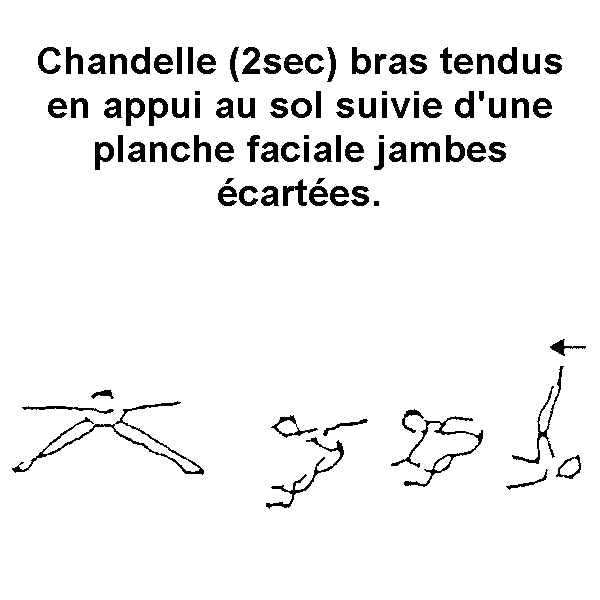 Chandelle (2sec) bras tendus
en appui au sol suivie d'une
planche faciale jambes
écartées.